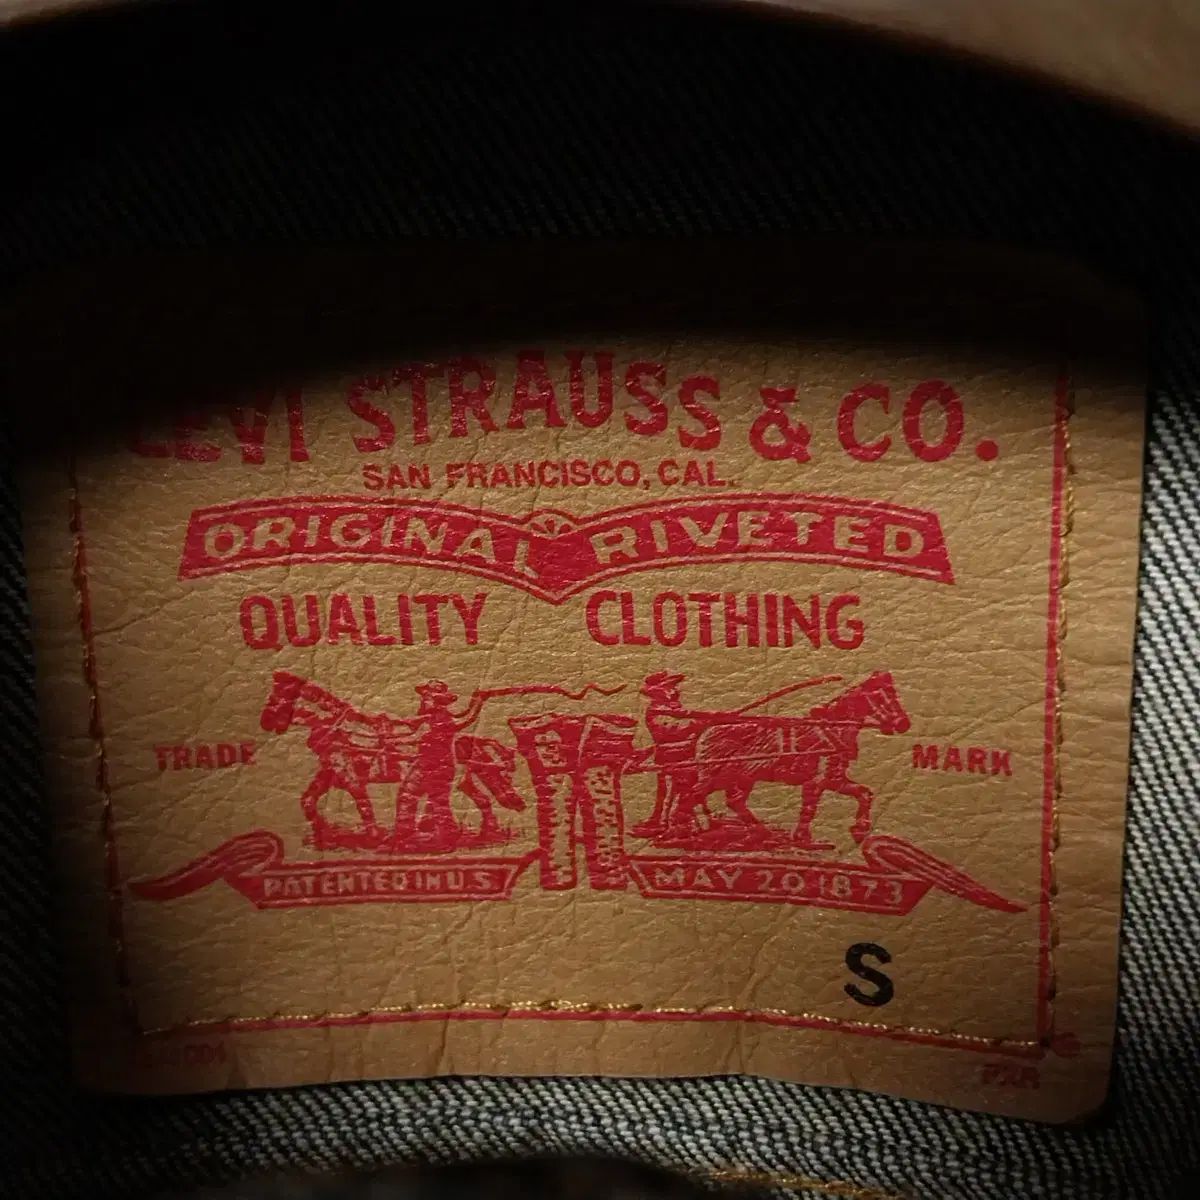 LEVI STRAUSS & CO.
SAN FRANCISCO, CAL.
ORIGINAL RIVETED
QUALITY CLOTHING
TRADE MARK
PATENTED IN U.S. MAY 20 1873
S